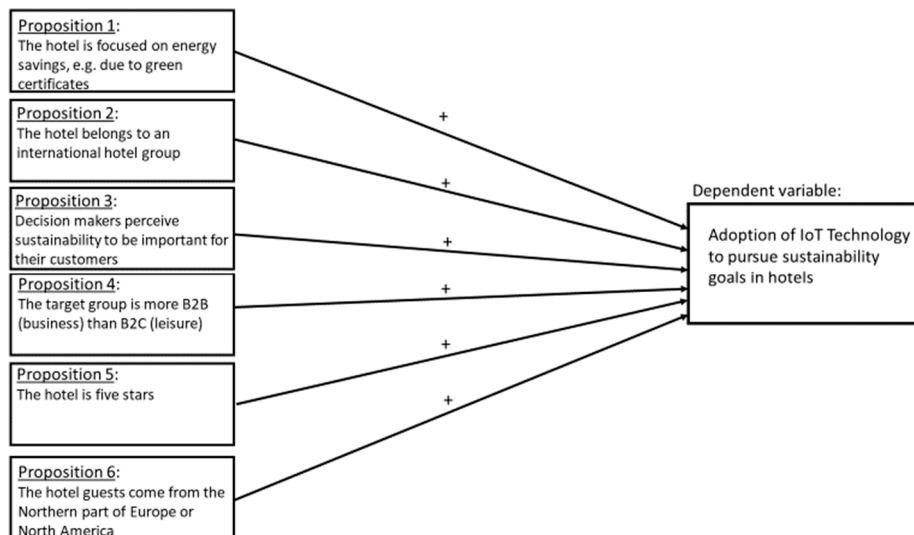 Proposition 1:
The hotel is focused on energy
savings, e.g. due to green
certificates
Proposition 2:
The hotel belongs to an
international hotel group
Proposition 3:
Decision makers perceive
sustainability to be important for
their customers
Proposition 4:
The target group is more B2B
(business) than B2C (leisure)
Proposition 5:
The hotel is five stars
Proposition 6:
The hotel guests come from the
Northern part of Europe or
North America
+
+
+
+
+
+
Dependent variable:
Adoption of IoT Technology
to pursue sustainability
goals in hotels